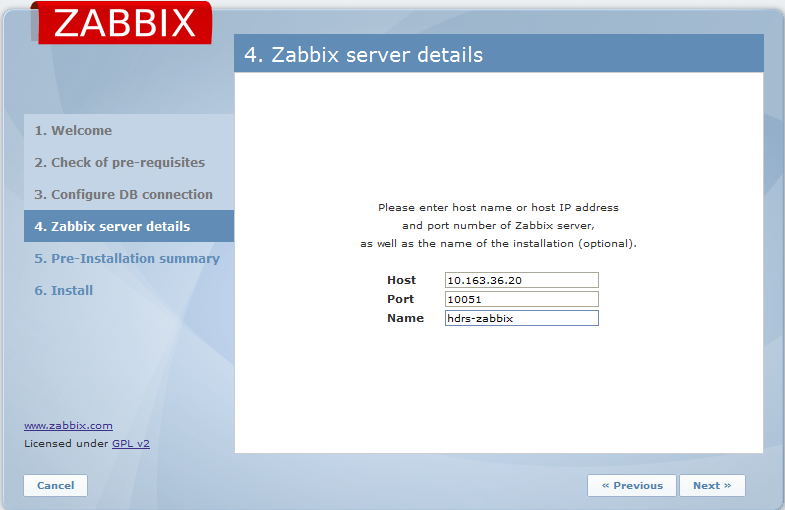 ZABBIX
4. Zabbix server details
1. Welcome
2. Check of pre-requisites
3. Configure DB connection
4. Zabbix server details
5. Pre-Installation summary
6. Install
Please enter host name or host IP address
and port number of Zabbix server,
as well as the name of the installation (optional).
Host 10.163.36.20
Port 10051
Name hdrs-zabbix
www.zabbix.com
Licensed under GPL v2
Cancel
« Previous Next »